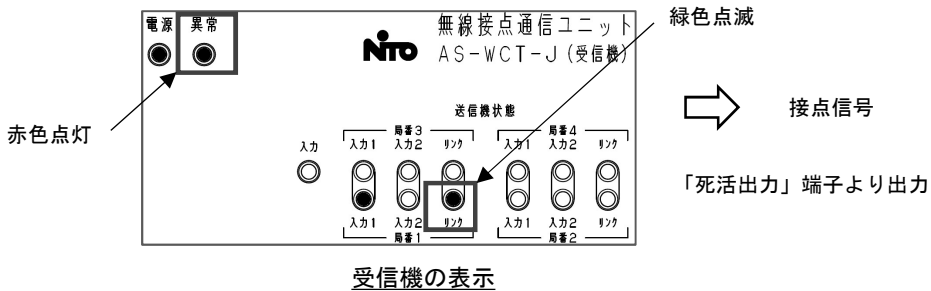 電源 異常
NiTO 無線接点通信ユニット
AS-WCT-J(受信機)
緑色点滅
赤色点灯
接点信号
「死活出力」端子より出力
送信機状態
局番3 局番4
入力 入力1 入力2 リンク 入力1 入力2 リンク
入力1 入力2 リンク 入力1 入力2 リンク
局番1 局番2
受信機の表示